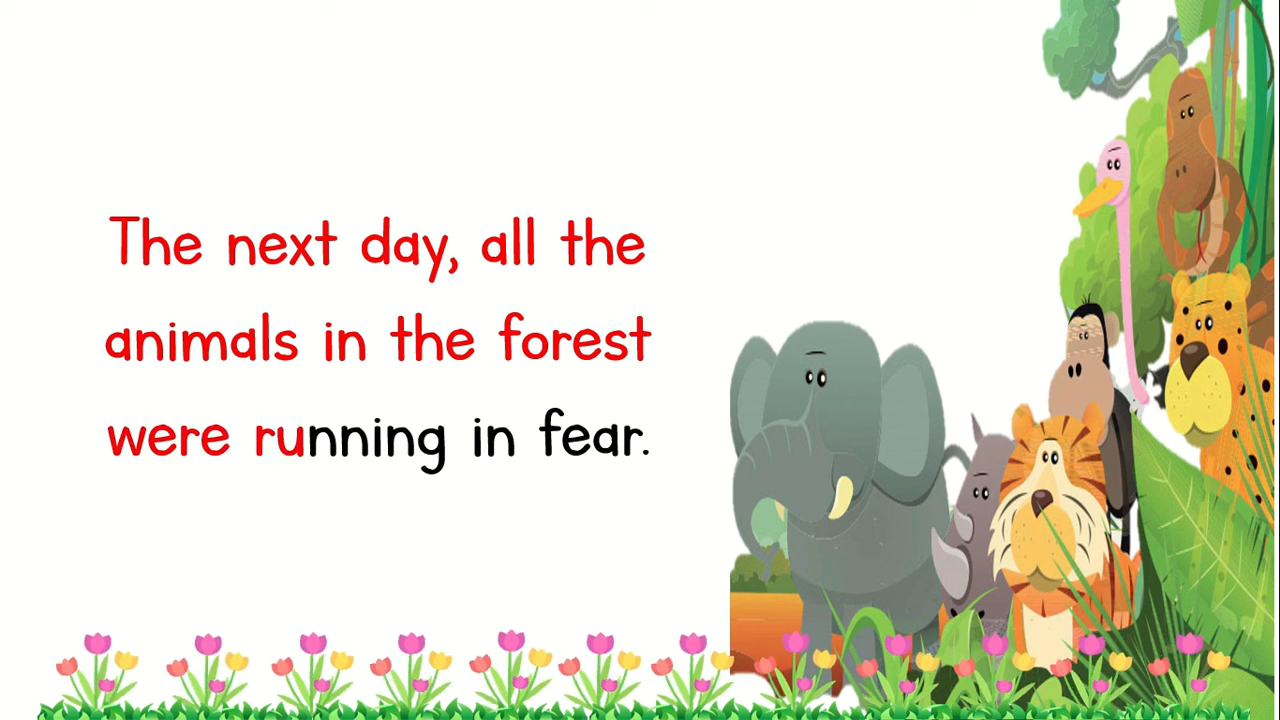 The next day, all the
animals in the forest
were running in fear.